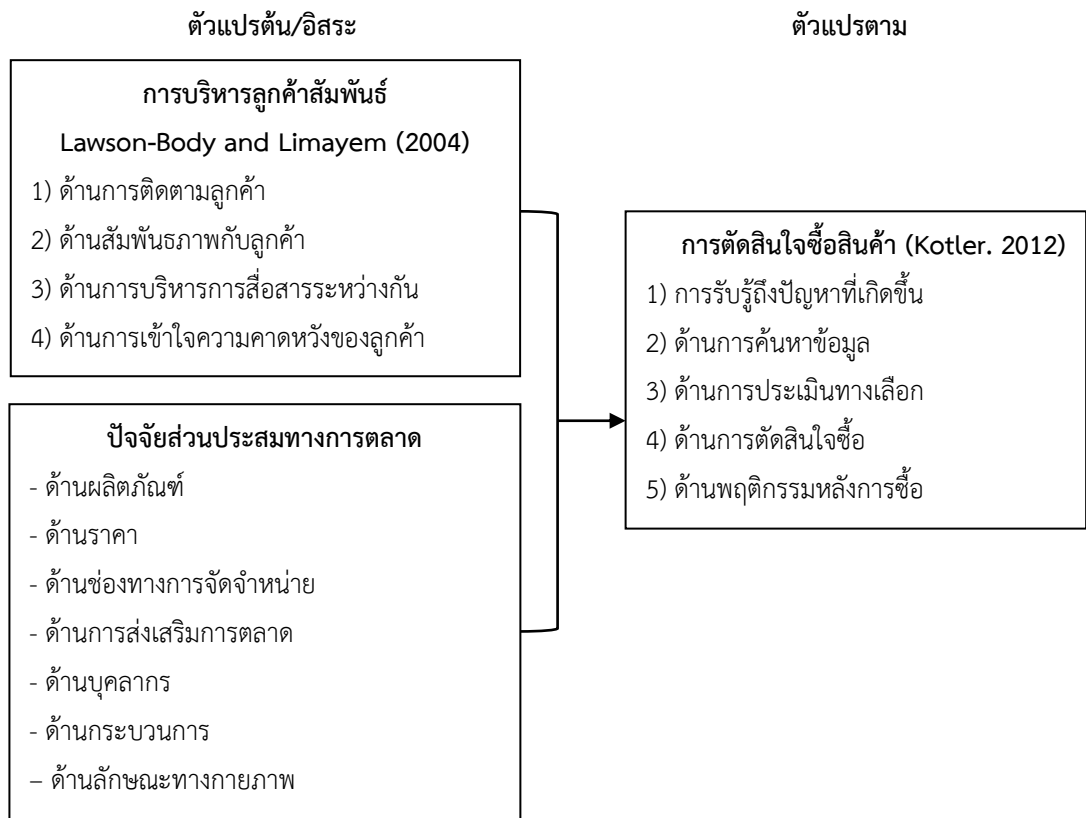 ตัวแปรต้น/อิสระ
ตัวแปรตาม
การบริหารลูกค้าสัมพันธ์
Lawson-Body and Limayem (2004)
1) ด้านการติดตามลูกค้า
2) ด้านสัมพันธภาพกับลูกค้า
3) ด้านการบริหารการสื่อสารระหว่างกัน
4) ด้านการเข้าใจความคาดหวังของลูกค้า
ปัจจัยส่วนประสมทางการตลาด
- ด้านผลิตภัณฑ์
- ด้านราคา
- ด้านช่องทางการจัดจำหน่าย
- ด้านการส่งเสริมการตลาด
- ด้านบุคลากร
- ด้านกระบวนการ
– ด้านลักษณะทางกายภาพ
การตัดสินใจซื้อสินค้า (Kotler. 2012)
1) การรับรู้ถึงปัญหาที่เกิดขึ้น
2) ด้านการค้นหาข้อมูล
3) ด้านการประเมินทางเลือก
4) ด้านการตัดสินใจซื้อ
5) ด้านพฤติกรรมหลังการซื้อ